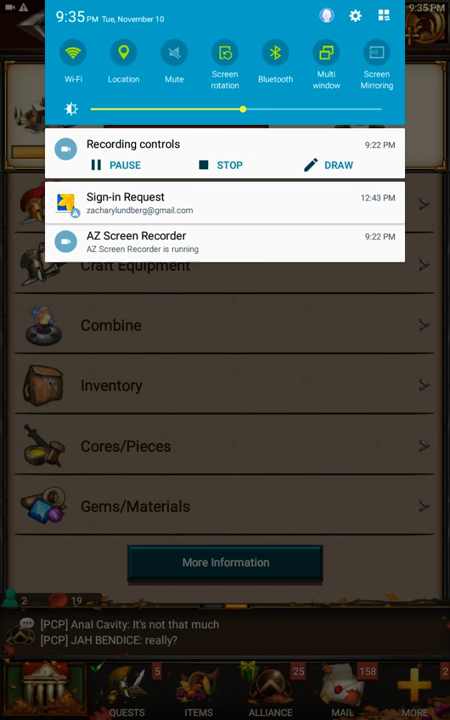 9:35 PM Tue, November 10
9:35 PM
Wi-Fi
Location
Mute
Screen rotation
Bluetooth
Multi window
Screen Mirroring
Recording controls 9:22 PM
PAUSE STOP DRAW
Sign-in Request 12:43 PM
zacharylundberg@gmail.com
AZ Screen Recorder 9:22 PM
AZ Screen Recorder is running
Craft Equipment
Combine
Inventory
Cores/Pieces
Gems/Materials
More Information
2 19
[PCP] Anal Cavity: It's not that much
[PCP] JAH BENDICE: really?
5 25 158 2
QUESTS ITEMS ALLIANCE MAIL MORE